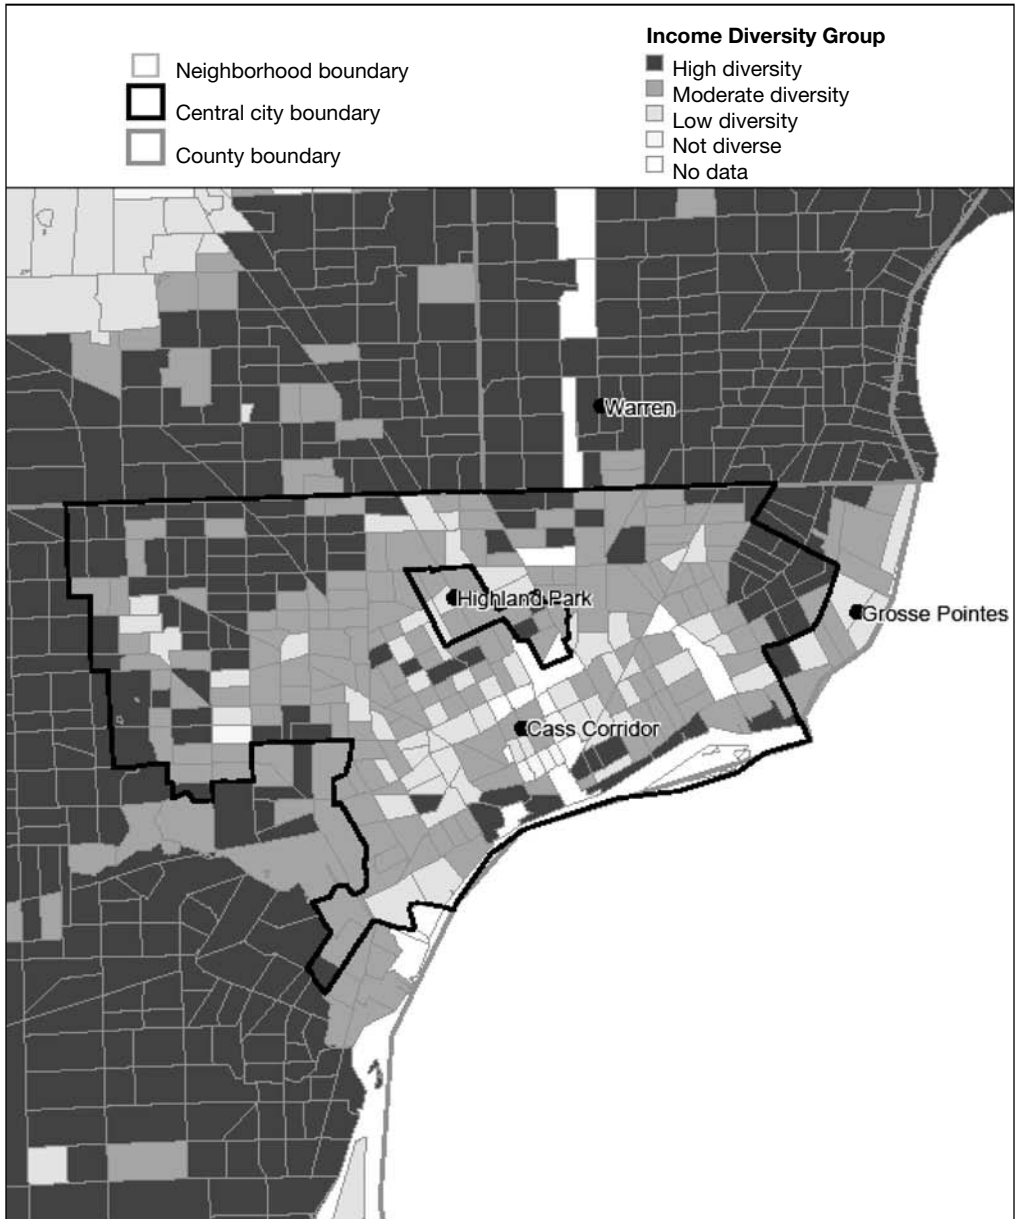 Neighborhood boundary
Central city boundary
County boundary
Income Diversity Group
High diversity
Moderate diversity
Low diversity
Not diverse
No data
Warren
Highland Park
Grosse Pointes
Cass Corridor